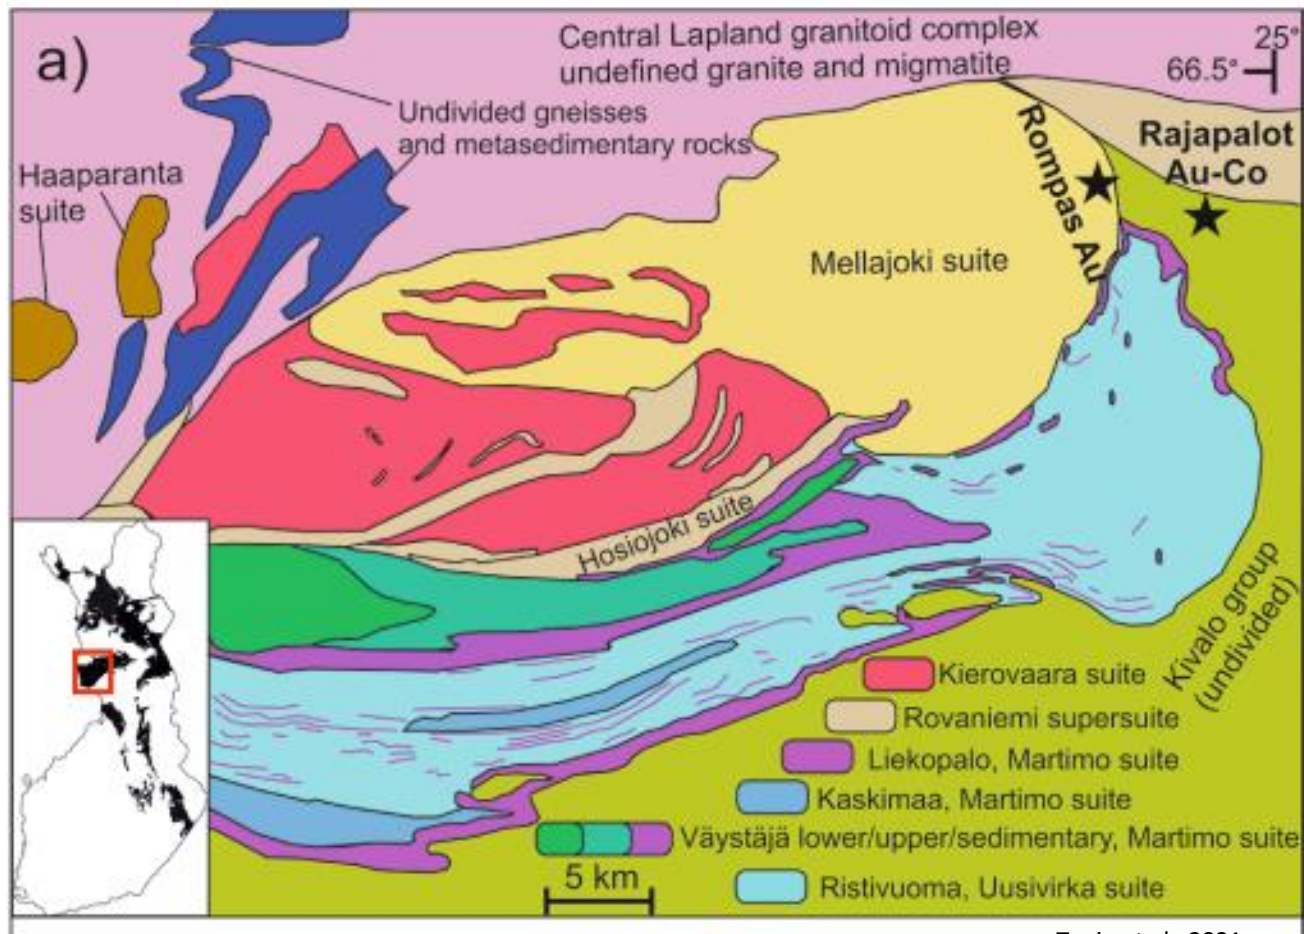 a)
Central Lapland granitoid complex
undefined granite and migmatite
25°
66.5°
Undivided gneisses
and metasedimentary rocks
Haaparanta
suite
Rompas Au
Rajapalot
Au-Co
Mellajoki suite
Hosiojoki suite
Kivalo group
(undivided)
Kierovaara suite
Rovaniemi supersuite
Liekopalo, Martimo suite
Kaskimaa, Martimo suite
Väystäjä lower/upper/sedimentary, Martimo suite
5 km
Ristivuoma, Uusivirka suite